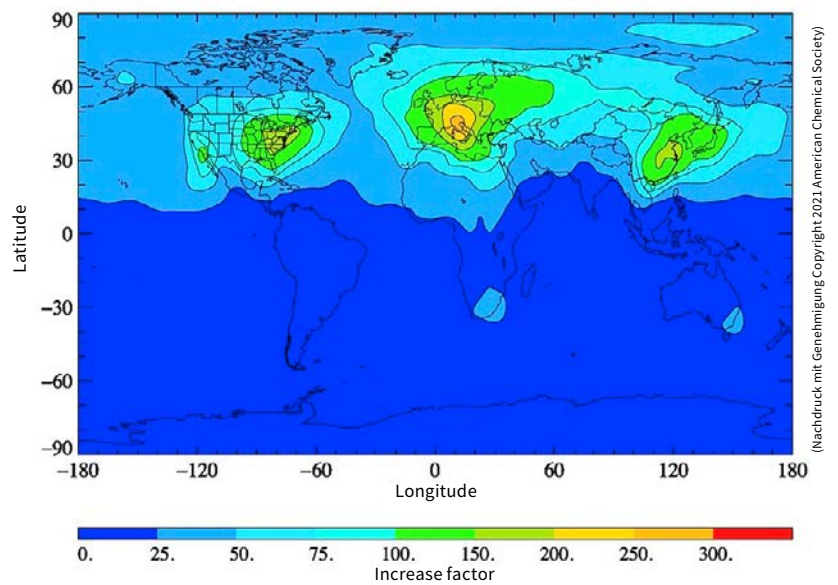 90
60
30
0
−30
−60
−90
Latitude
−180 −120 −60 0 60 120 180
Longitude
0. 25. 50. 75. 100. 150. 200. 250. 300.
Increase factor
(Nachdruck mit Genehmigung Copyright 2021 American Chemical Society)